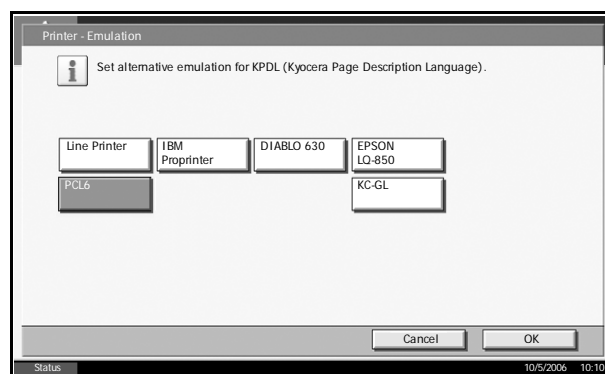 Printer - Emulation
Set alternative emulation for KPDL (Kyocera Page Description Language).
Line Printer
IBM
Proprinter
DIABLO 630
EPSON
LQ-850
PCL6
KC-GL
Cancel
OK
Status
10/5/2006 10:10